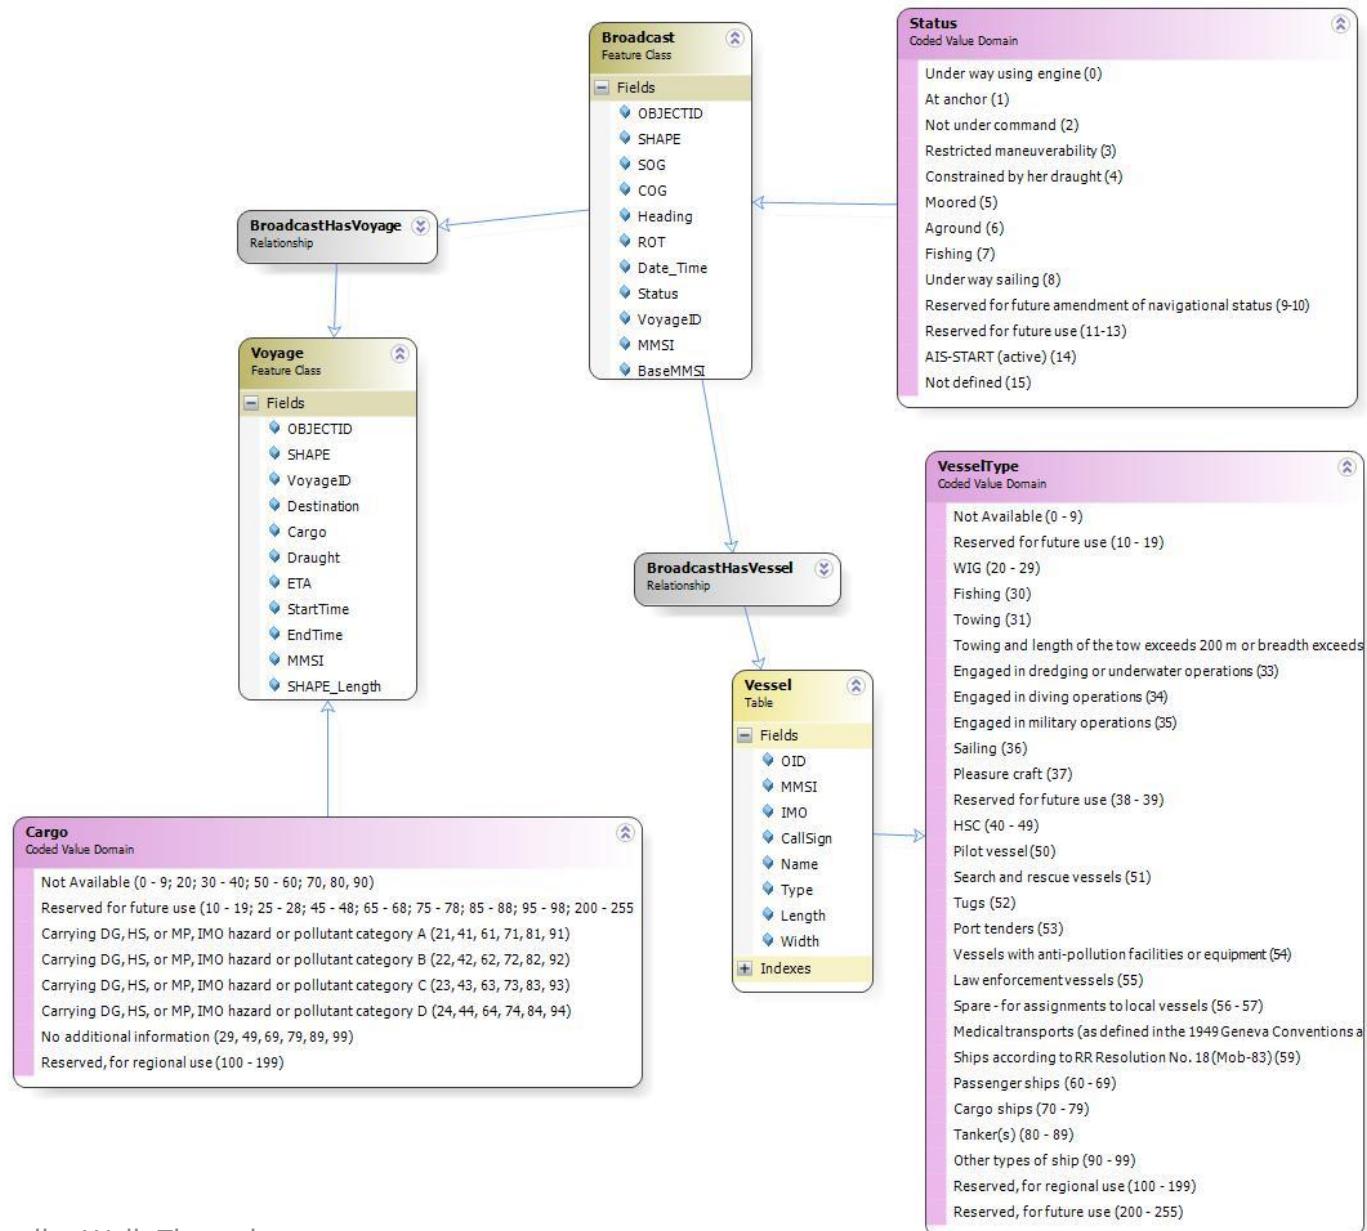 Broadcast
Feature Class
Fields
OBJECTID
SHAPE
SOG
COG
Heading
ROT
Date_Time
Status
VoyageID
MMSI
BaseMMSI
Status
Coded Value Domain
Under way using engine (0)
At anchor (1)
Not under command (2)
Restricted maneuverability (3)
Constrained by her draught (4)
Moored (5)
Aground (6)
Fishing (7)
Under way sailing (8)
Reserved for future amendment of navigational status (9-10)
Reserved for future use (11-13)
AIS-START (active) (14)
Not defined (15)
BroadcastHasVoyage
Relationship
Voyage
Feature Class
Fields
OBJECTID
SHAPE
VoyageID
Destination
Cargo
Draught
ETA
StartTime
EndTime
MMSI
SHAPE_Length
BroadcastHasVessel
Relationship
Vessel
Table
Fields
OID
MMSI
IMO
CallSign
Name
Type
Length
Width
Indexes
VesselType
Coded Value Domain
Not Available (0 - 9)
Reserved for future use (10 - 19)
WIG (20 - 29)
Fishing (30)
Towing (31)
Towing and length of the tow exceeds 200 m or breadth exceeds
Engaged in dredging or underwater operations (33)
Engaged in diving operations (34)
Engaged in military operations (35)
Sailing (36)
Pleasure craft (37)
Reserved for future use (38 - 39)
HSC (40 - 49)
Pilot vessel (50)
Search and rescue vessels (51)
Tugs (52)
Port tenders (53)
Vessels with anti-pollution facilities or equipment (54)
Law enforcement vessels (55)
Spare - for assignments to local vessels (56 - 57)
Medical transports (as defined in the 1949 Geneva Conventions a
Ships according to RR Resolution No. 18 (Mob-83) (59)
Passenger ships (60 - 69)
Cargo ships (70 - 79)
Tanker(s) (80 - 89)
Other types of ship (90 - 99)
Reserved, for regional use (100 - 199)
Reserved, for future use (200 - 255)
Cargo
Coded Value Domain
Not Available (0 - 9; 20; 30 - 40; 50 - 60; 70, 80, 90)
Reserved for future use (10 - 19; 25 - 28; 45 - 48; 65 - 68; 75 - 78; 85 - 88; 95 - 98; 200 - 255
Carrying DG, HS, or MP, IMO hazard or pollutant category A (21, 41, 61, 71, 81, 91)
Carrying DG, HS, or MP, IMO hazard or pollutant category B (22, 42, 62, 72, 82, 92)
Carrying DG, HS, or MP, IMO hazard or pollutant category C (23, 43, 63, 73, 83, 93)
Carrying DG, HS, or MP, IMO hazard or pollutant category D (24, 44, 64, 74, 84, 94)
No additional information (29, 49, 69, 79, 89, 99)
Reserved, for regional use (100 - 199)